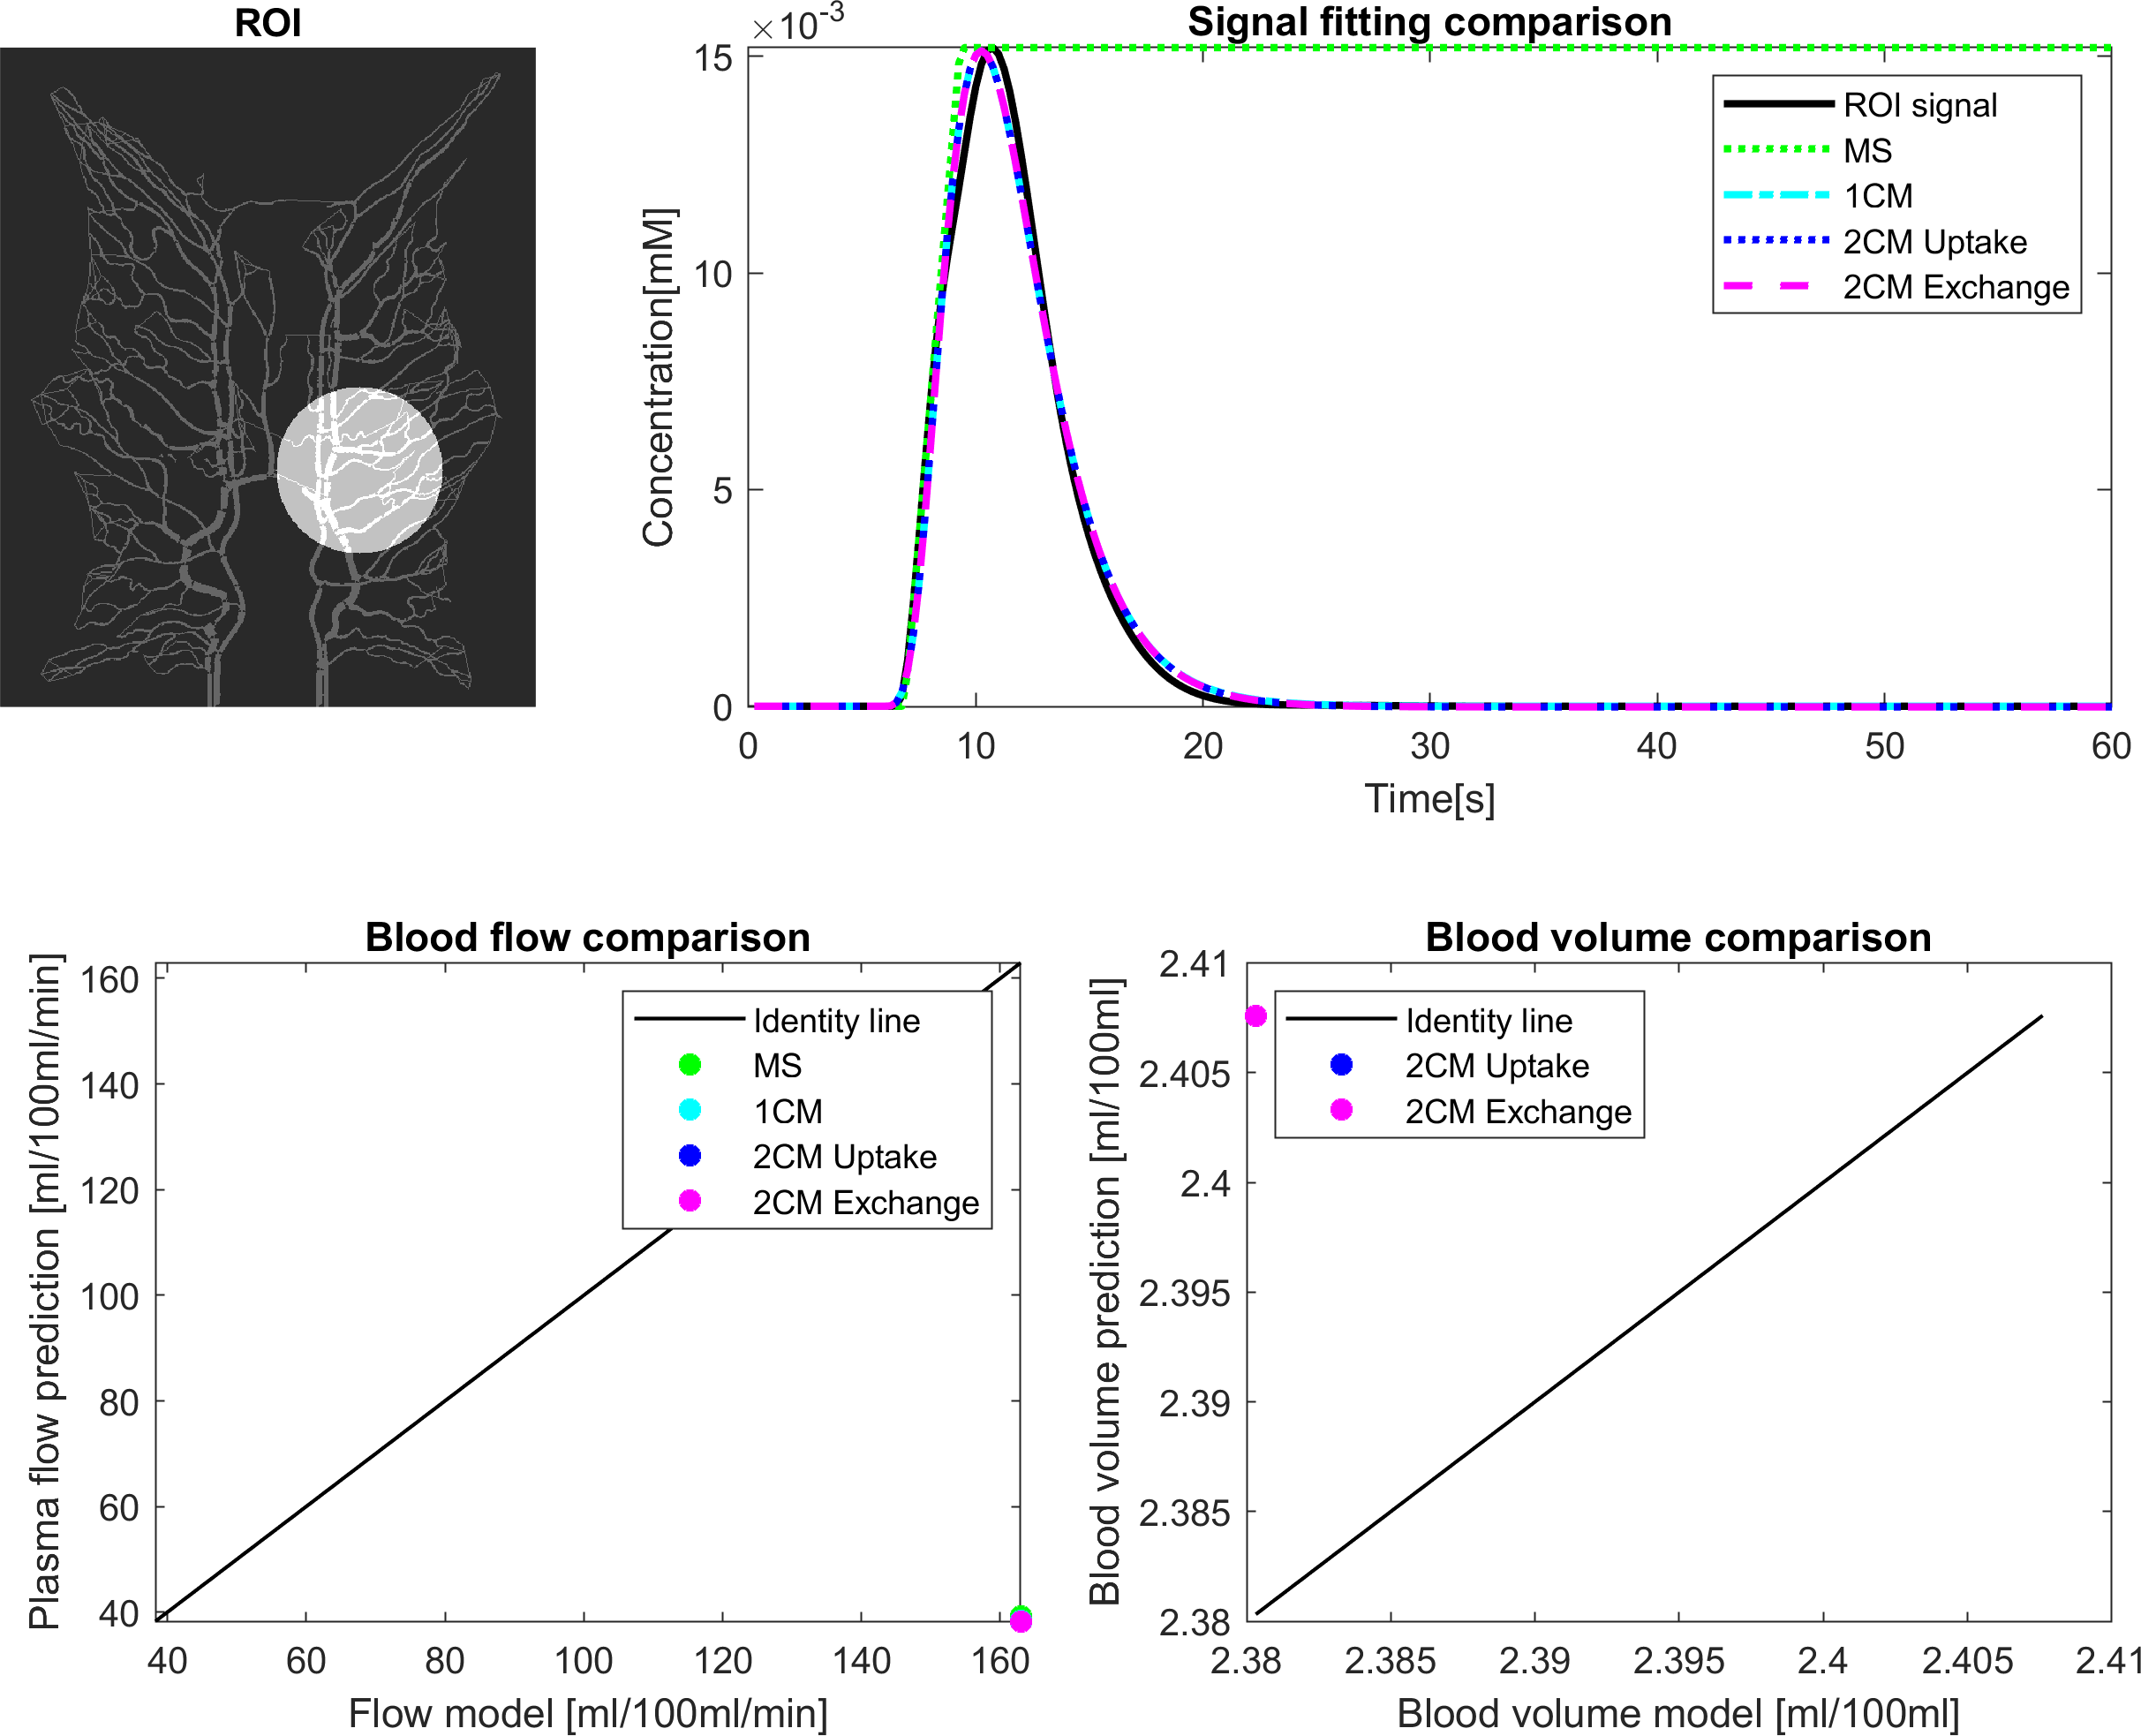 ROI
×10-3
Signal fitting comparison
15
10
5
0
Concentration[mM]
0 10 20 30 40 50 60
Time[s]
ROI signal
MS
1CM
2CM Uptake
2CM Exchange
Blood flow comparison
160
140
120
100
80
60
40
Plasma flow prediction [ml/100ml/min]
40 60 80 100 120 140 160
Flow model [ml/100ml/min]
Identity line
MS
1CM
2CM Uptake
2CM Exchange
Blood volume comparison
2.41
2.405
2.4
2.395
2.39
2.385
2.38
Blood volume prediction [ml/100ml]
2.38 2.385 2.39 2.395 2.4 2.405 2.41
Blood volume model [ml/100ml]
Identity line
2CM Uptake
2CM Exchange